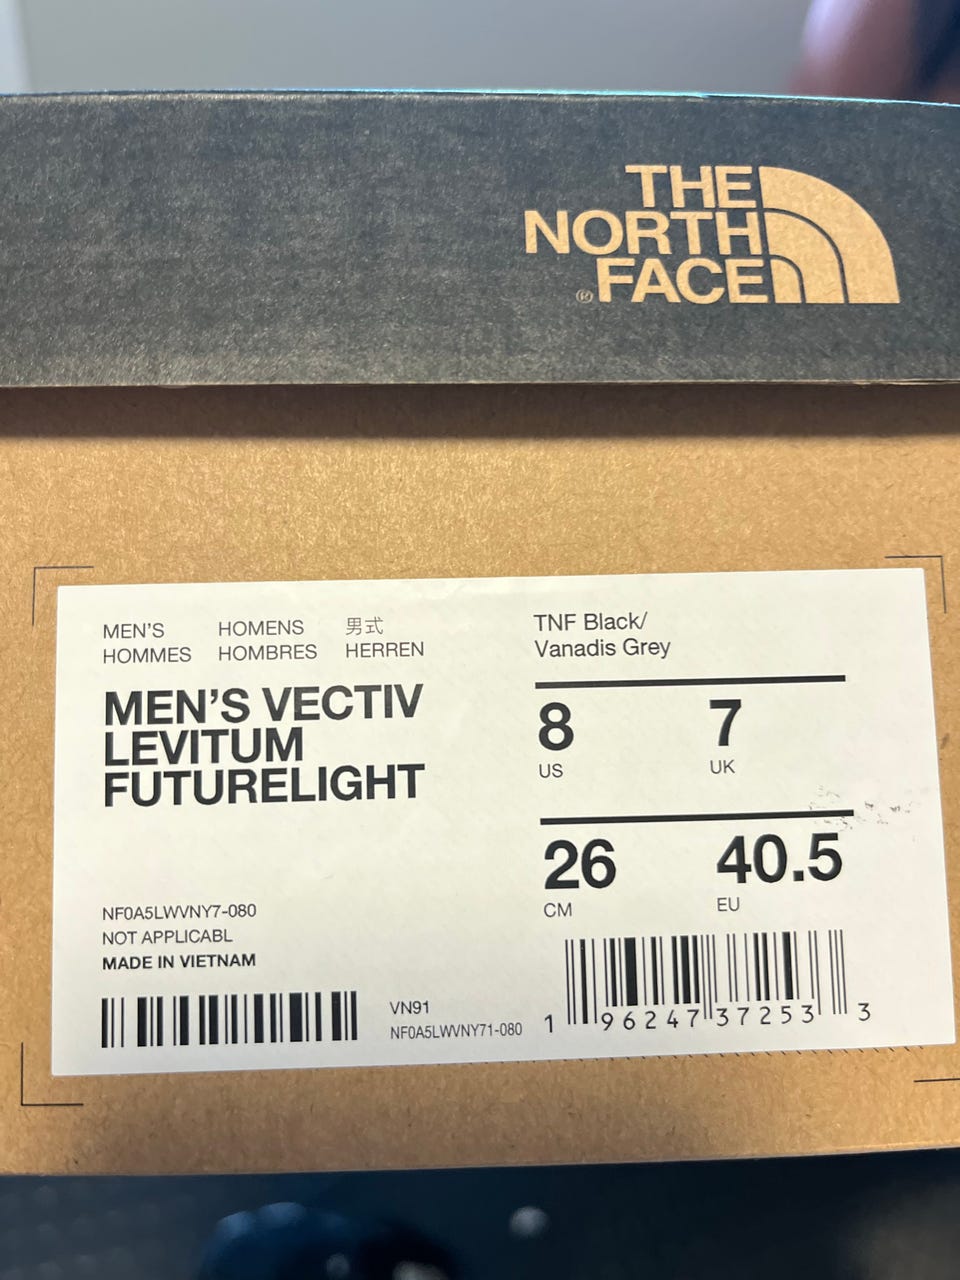 THE
NORTH
FACE
®
MEN'S HOMENS 男式
HOMMES HOMBRES HERREN
MEN'S VECTIV
LEVITUM
FUTURELIGHT
NF0A5LWVNY7-080
NOT APPLICABL
MADE IN VIETNAM
VN91
NF0A5LWVNY71-080
TNF Black/
Vanadis Grey
8 7
US UK
26 40.5
CM EU
1 96247 37253 3